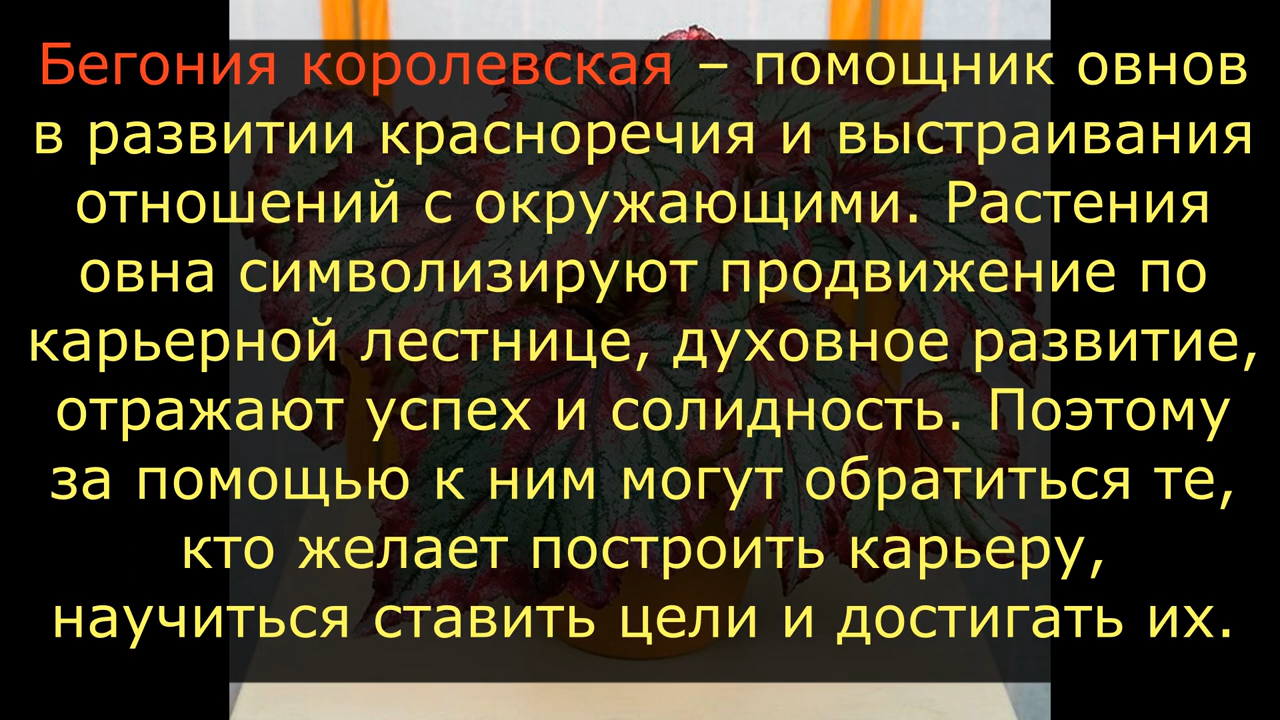 Бегония королевская – помощник овнов
в развитии красноречия и выстраивания
отношений с окружающими. Растения
овна символизируют продвижение по
карьерной лестнице, духовное развитие,
отражают успех и солидность. Поэтому
за помощью к ним могут обратиться те,
кто желает построить карьеру,
научиться ставить цели и достигать их.